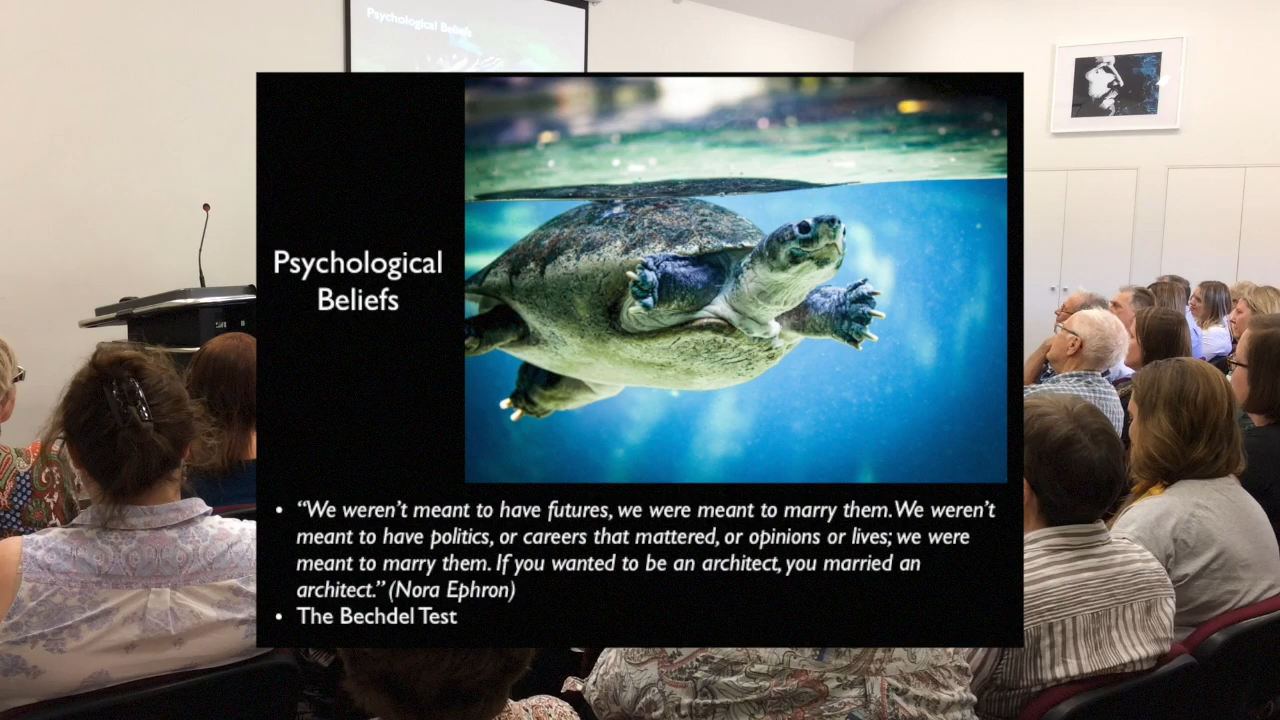 Psychological Beliefs
Psychological
Beliefs
• “We weren’t meant to have futures, we were meant to marry them. We weren’t
meant to have politics, or careers that mattered, or opinions or lives; we were
meant to marry them. If you wanted to be an architect, you married an
architect.” (Nora Ephron)
• The Bechdel Test